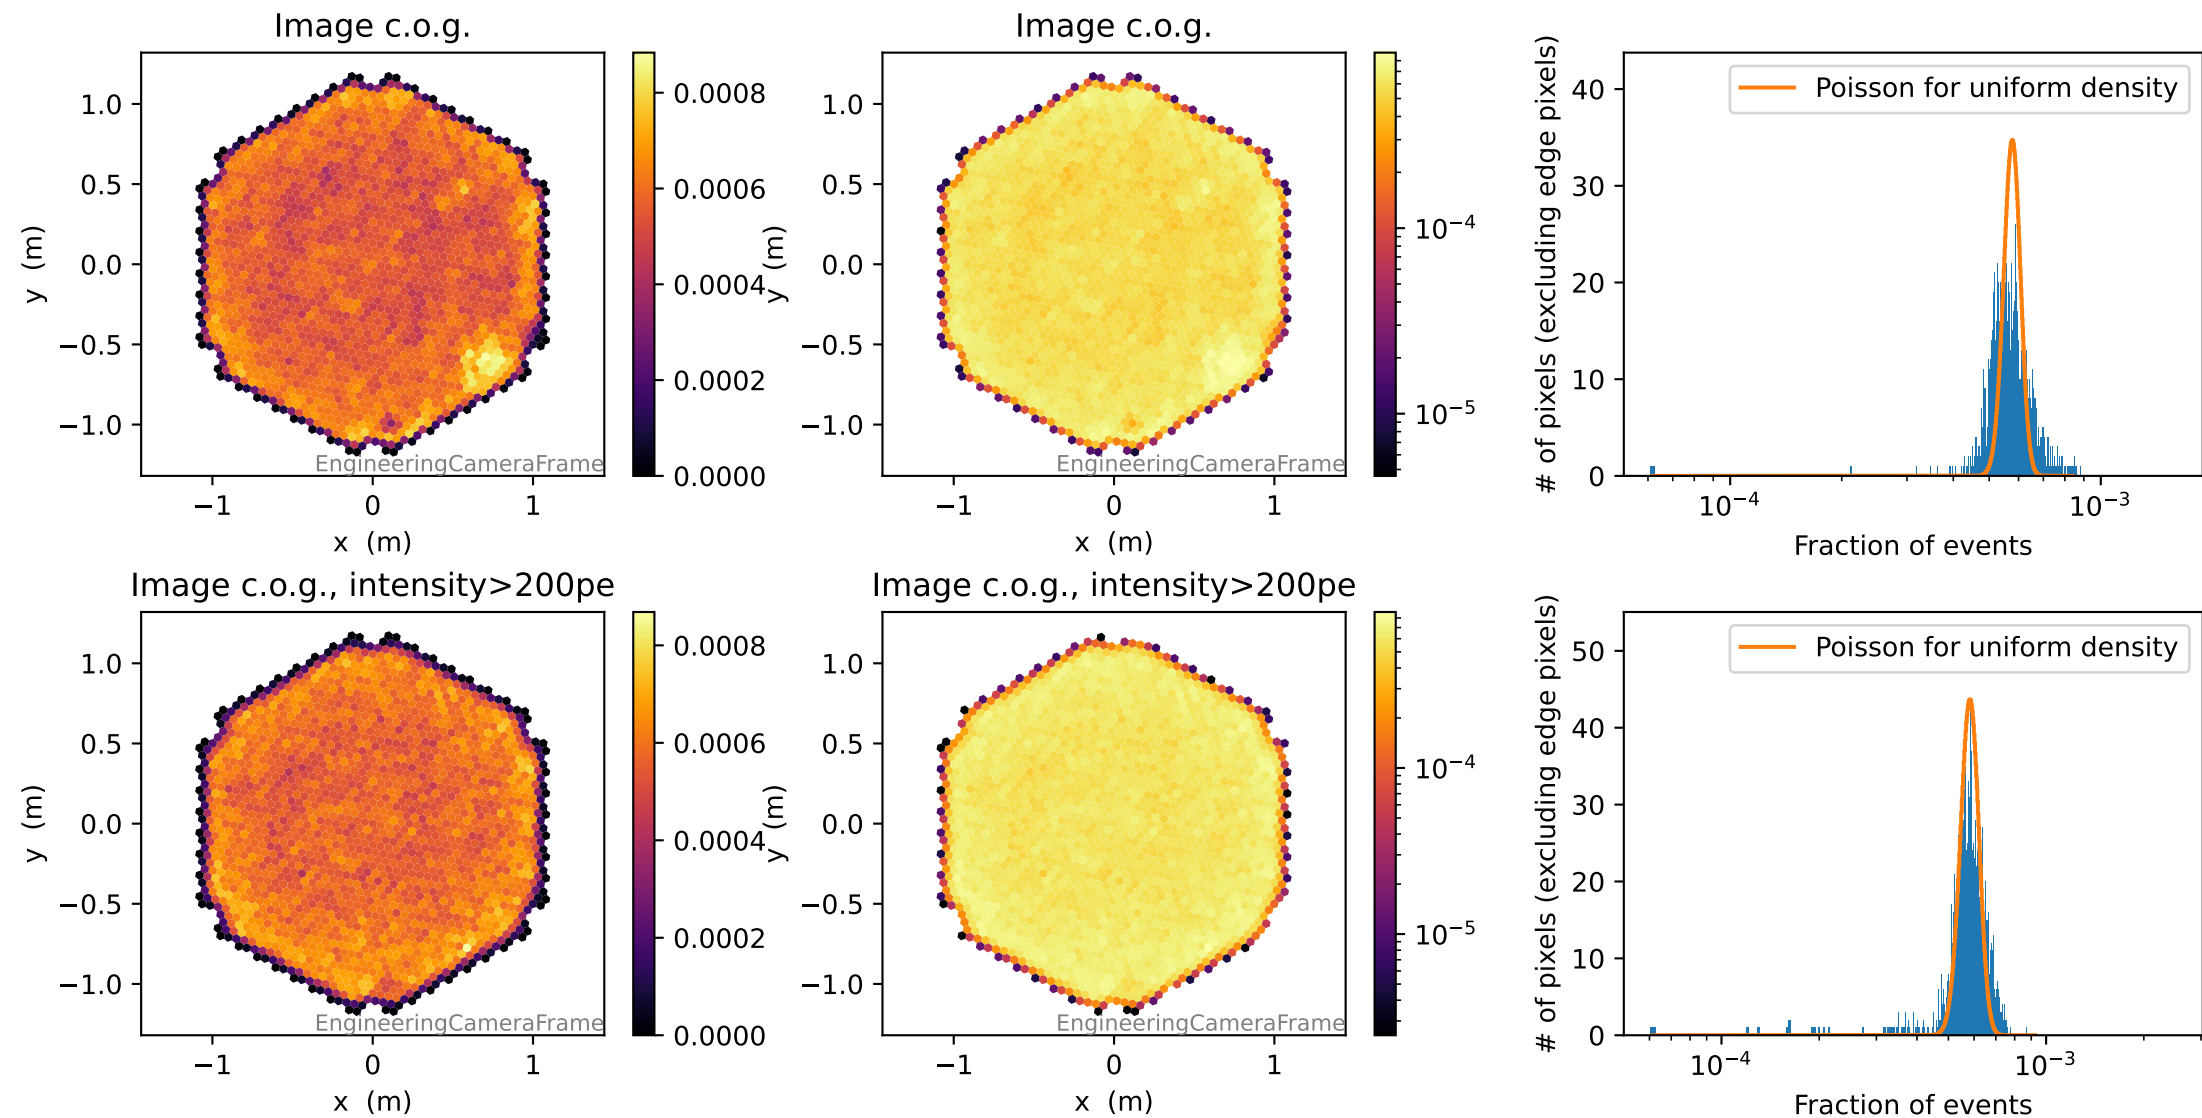 Image c.o.g.
1.0
0.5
0.0
−0.5
−1.0
y (m)
−1
0
1
x (m)
EngineeringCameraFrame
0.0008
0.0006
0.0004
0.0002
0.0000
Image c.o.g.
1.0
0.5
0.0
−0.5
−1.0
y (m)
−1
0
1
x (m)
EngineeringCameraFrame
10−4
10−5
Poisson for uniform density
# of pixels (excluding edge pixels)
40
30
20
10
0
10−4
10−3
Fraction of events
Image c.o.g., intensity>200pe
1.0
0.5
0.0
−0.5
−1.0
y (m)
−1
0
1
x (m)
EngineeringCameraFrame
0.0008
0.0006
0.0004
0.0002
0.0000
Image c.o.g., intensity>200pe
1.0
0.5
0.0
−0.5
−1.0
y (m)
−1
0
1
x (m)
EngineeringCameraFrame
10−4
10−5
Poisson for uniform density
# of pixels (excluding edge pixels)
50
40
30
20
10
0
10−4
10−3
Fraction of events